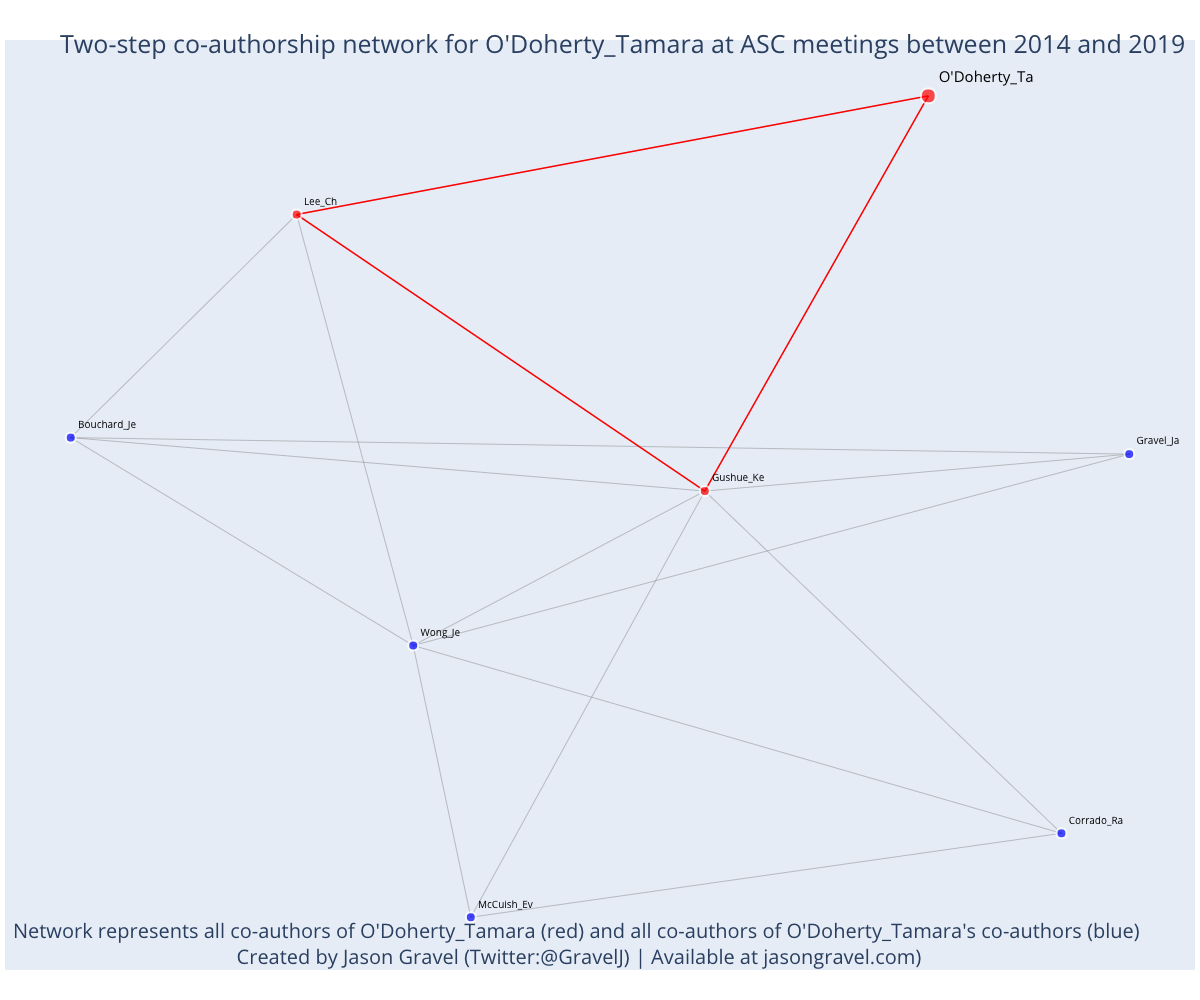 Two-step co-authorship network for O'Doherty_Tamara at ASC meetings between 2014 and 2019
O'Doherty_Ta
Lee_Ch
Bouchard_Je
Gravel_Ja
Gushue_Ke
Wong_Je
Corrado_Ra
McCuish_Ev
Network represents all co-authors of O'Doherty_Tamara (red) and all co-authors of O'Doherty_Tamara's co-authors (blue)
Created by Jason Gravel (Twitter:@GravelJ) | Available at jasongravel.com)